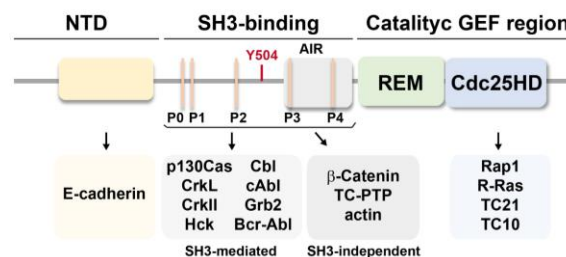 NTD SH3-binding Catalityc GEF region
Y504 AIR
REM Cdc25HD
P0 P1 P2 P3 P4
E-cadherin
p130Cas Cbl
CrkL cAbl
CrkII Grb2
Hck Bcr-Abl
SH3-mediated
β-Catenin
TC-PTP
actin
SH3-independent
Rap1
R-Ras
TC21
TC10